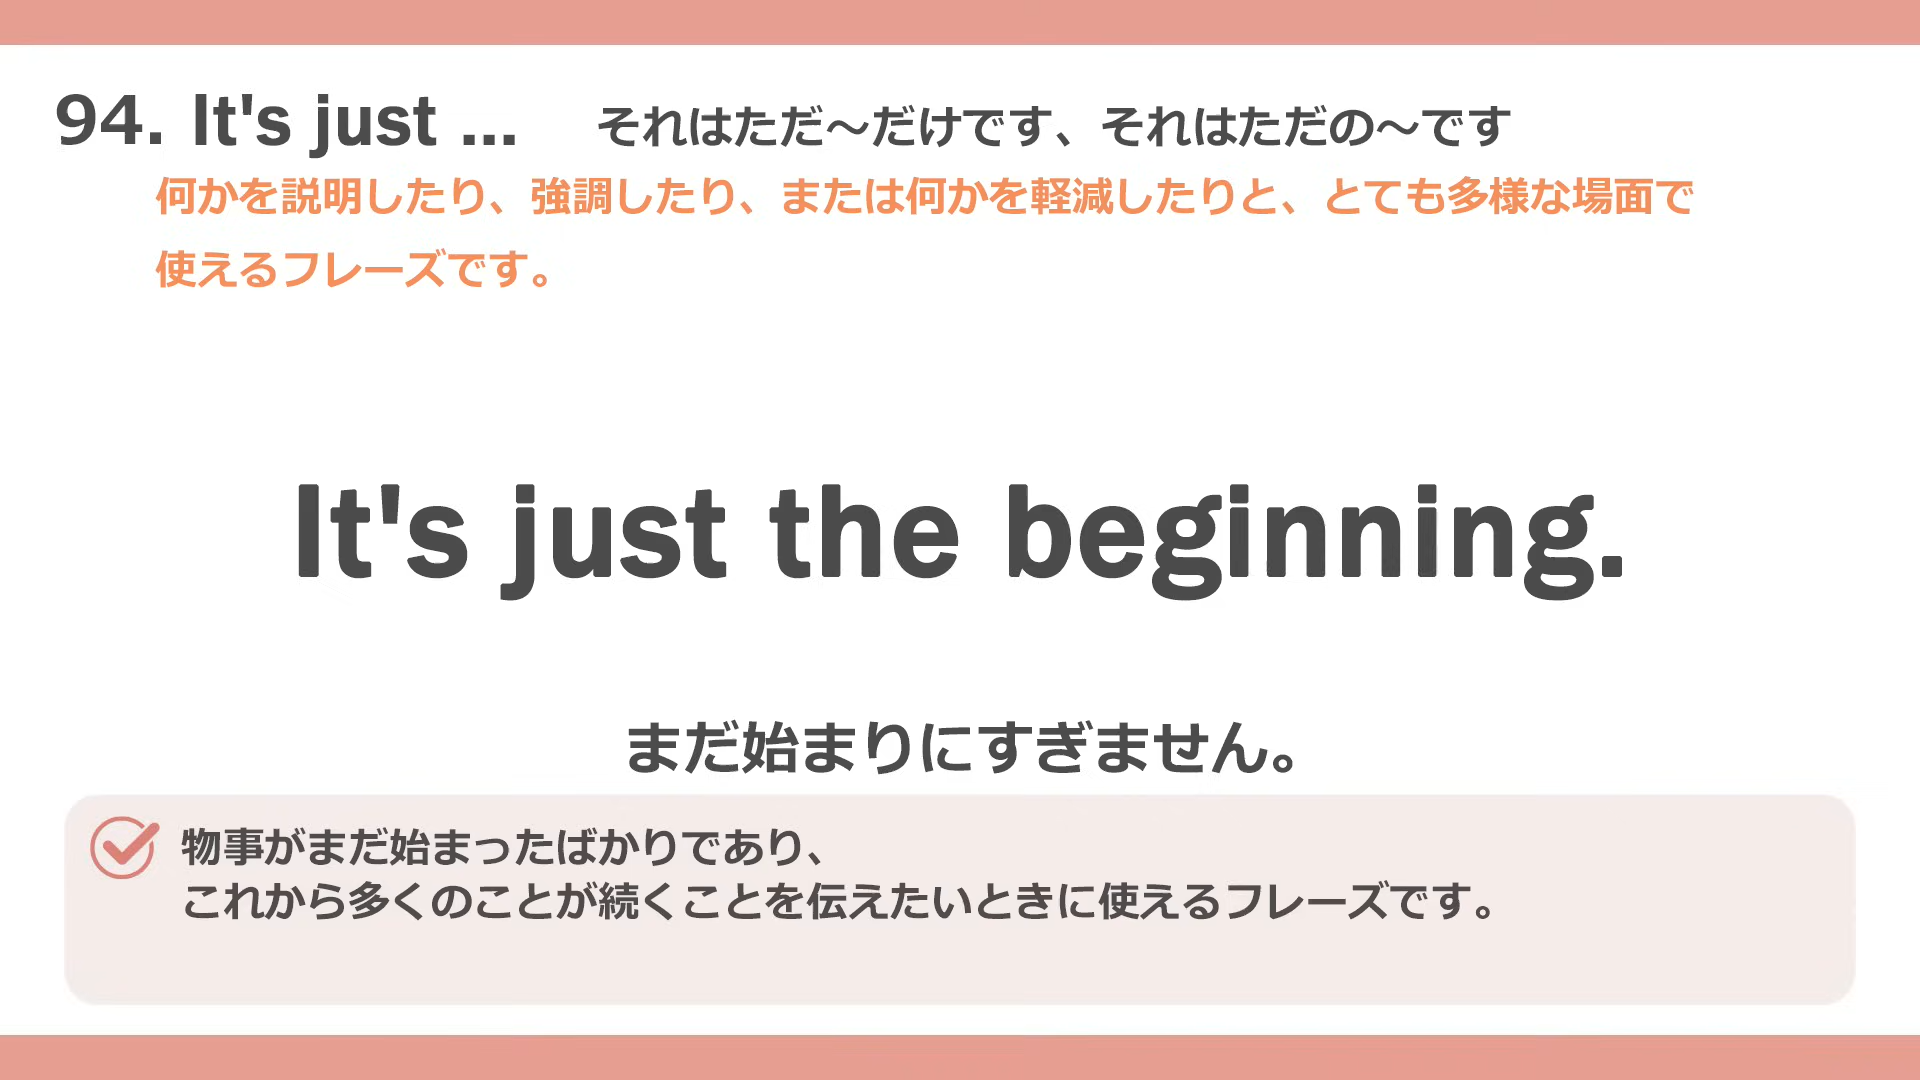 94. It's just ... それはただ～だけです、それはただの～です
何かを説明したり、強調したり、または何かを軽減したりと、とても多様な場面で
使えるフレーズです。
It's just the beginning.
まだ始まりにすぎません。
物事がまだ始まったばかりであり、
これから多くのことが続くことを伝えたいときに使えるフレーズです。